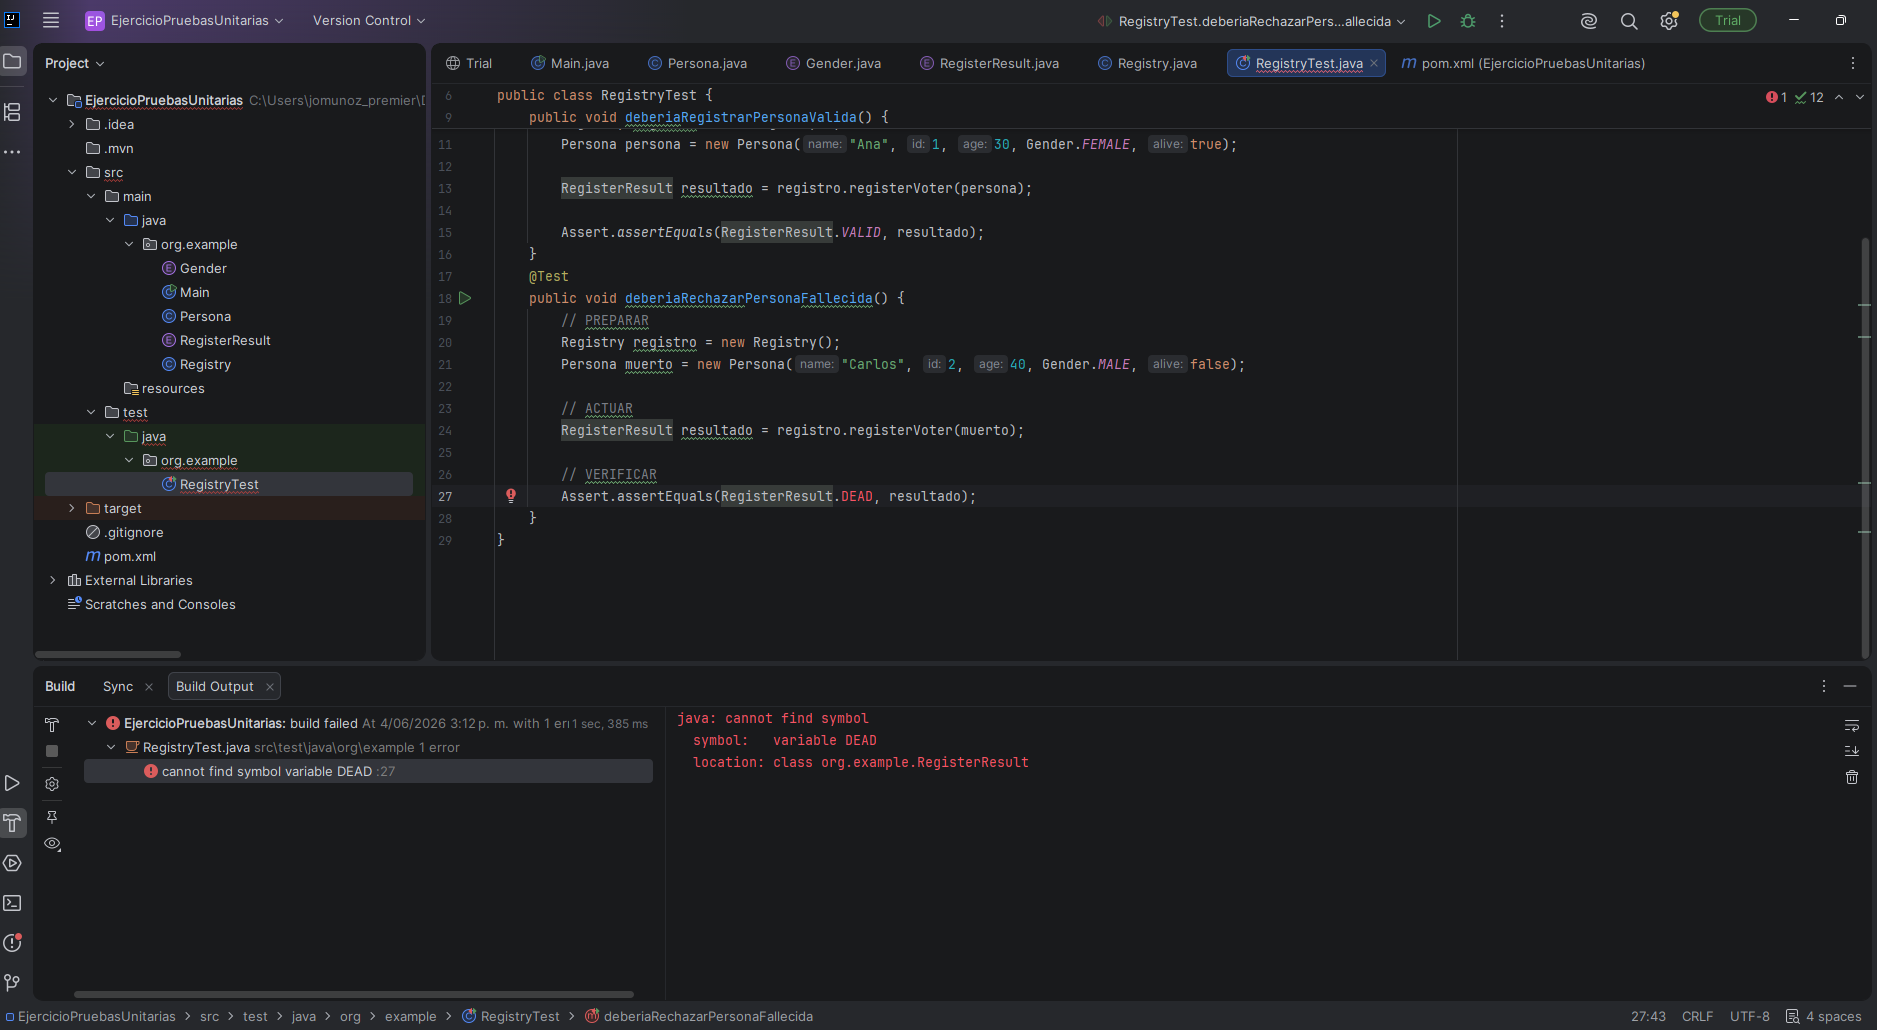 EP EjercicioPruebasUnitarias Version Control RegistryTest.deberiaRechazarPers...allecida Trial
Project
EjercicioPruebasUnitarias C:\Users\jomunoz_premier\
.idea
.mvn
src
main
java
org.example
Gender
Main
Persona
RegisterResult
Registry
resources
test
java
org.example
RegistryTest
target
.gitignore
pom.xml
External Libraries
Scratches and Consoles
Trial Main.java Persona.java Gender.java RegisterResult.java Registry.java RegistryTest.java pom.xml (EjercicioPruebasUnitarias)
6 public class RegistryTest {
9 public void deberiaRegistrarPersonaValida() {
1 12
11 Persona persona = new Persona( name: "Ana", id: 1, age: 30, Gender.FEMALE, alive: true);
12
13 RegisterResult resultado = registro.registerVoter(persona);
14
15 Assert.assertEquals(RegisterResult.VALID, resultado);
16 }
17 @Test
18 public void deberiaRechazarPersonaFallecida() {
19 // PREPARAR
20 Registry registro = new Registry();
21 Persona muerto = new Persona( name: "Carlos", id: 2, age: 40, Gender.MALE, alive: false);
22
23 // ACTUAR
24 RegisterResult resultado = registro.registerVoter(muerto);
25
26 // VERIFICAR
27 Assert.assertEquals(RegisterResult.DEAD, resultado);
28 }
29 }
Build Sync Build Output
EjercicioPruebasUnitarias: build failed At 4/06/2026 3:12 p. m. with 1 er 1 sec, 385 ms
RegistryTest.java src\test\java\org\example 1 error
cannot find symbol variable DEAD :27
java: cannot find symbol
symbol: variable DEAD
location: class org.example.RegisterResult
EjercicioPruebasUnitarias > src > test > java > org > example > RegistryTest > deberiaRechazarPersonaFallecida 27:43 CRLF UTF-8 4 spaces